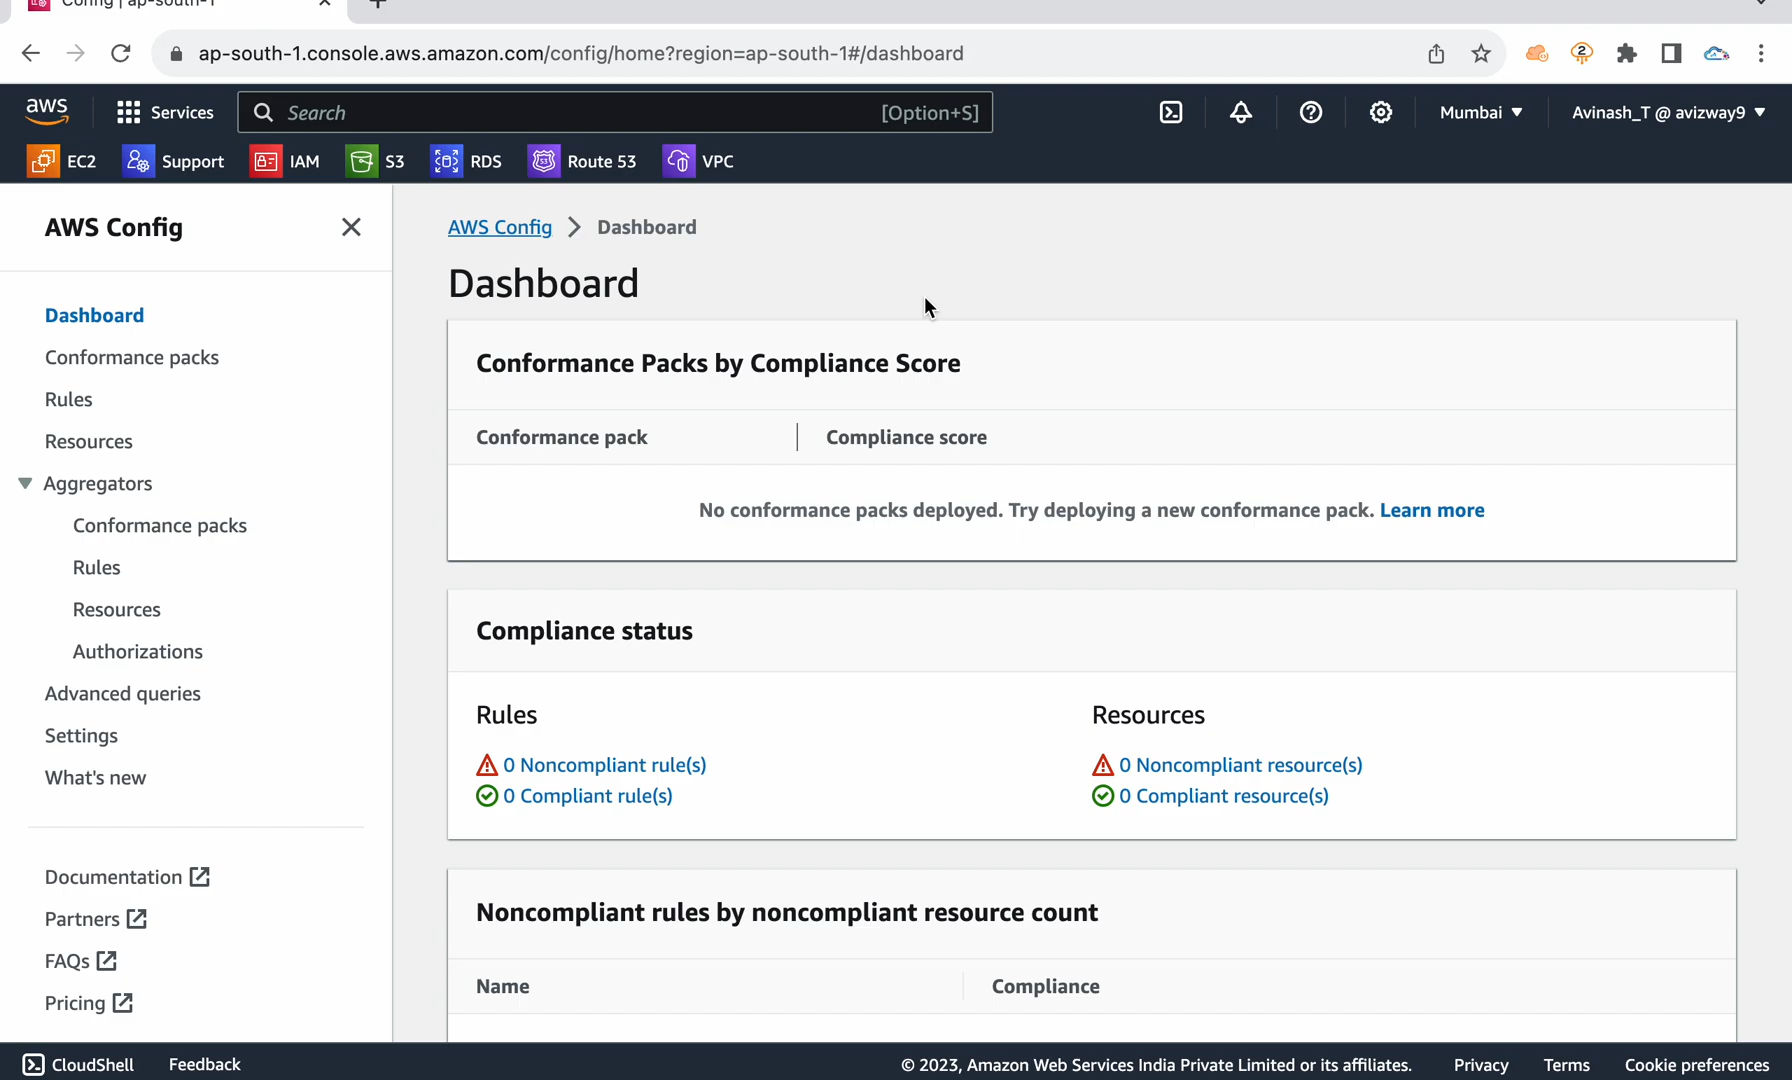 Config | ap-south-1
ap-south-1.console.aws.amazon.com/config/home?region=ap-south-1#/dashboard
2
aws
Services
Search
[Option+S]
Mumbai
Avinash_T @ avizway9
EC2
Support
IAM
S3
RDS
Route 53
VPC
AWS Config
Dashboard
Conformance packs
Rules
Resources
Aggregators
Conformance packs
Rules
Resources
Authorizations
Advanced queries
Settings
What's new
Documentation
Partners
FAQs
Pricing
AWS Config > Dashboard
Dashboard
Conformance Packs by Compliance Score
Conformance pack
Compliance score
No conformance packs deployed. Try deploying a new conformance pack. Learn more
Compliance status
Rules
0 Noncompliant rule(s)
0 Compliant rule(s)
Resources
0 Noncompliant resource(s)
0 Compliant resource(s)
Noncompliant rules by noncompliant resource count
Name
Compliance
CloudShell
Feedback
© 2023, Amazon Web Services India Private Limited or its affiliates.
Privacy
Terms
Cookie preferences